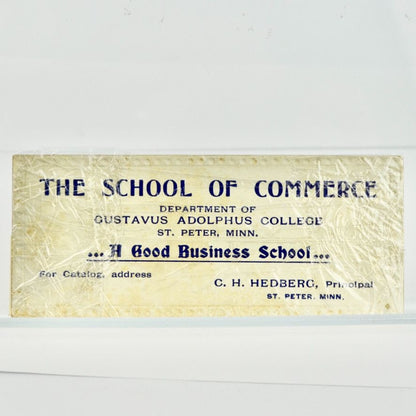 THE SCHOOL OF COMMERCE
DEPARTMENT OF
GUSTAVUS ADOLPHUS COLLEGE
ST. PETER, MINN.
...A Good Business School...
For Catalog, address
C. H. HEDBERG, Principal
ST. PETER, MINN.